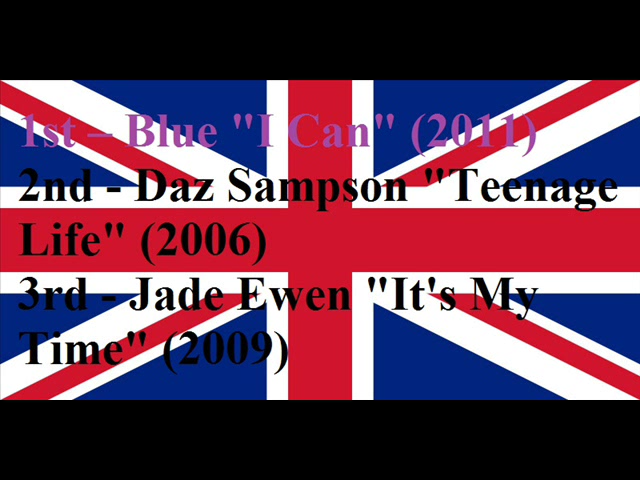 1st – Blue "I Can" (2011)
2nd - Daz Sampson "Teenage
Life" (2006)
3rd - Jade Ewen "It's My
Time" (2009)